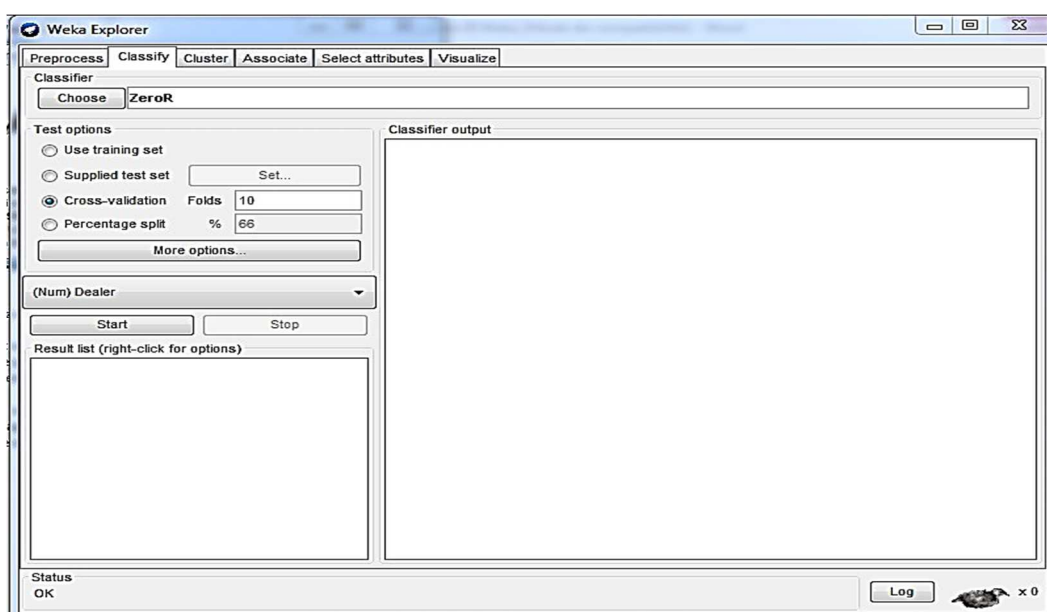 Weka Explorer
Preprocess Classify Cluster Associate Select attributes Visualize
Classifier
Choose ZeroR
Test options
Use training set
Supplied test set Set...
Cross-validation Folds 10
Percentage split % 66
More options...
(Num) Dealer
Start Stop
Result list (right-click for options)
Classifier output
Status
OK
Log x 0